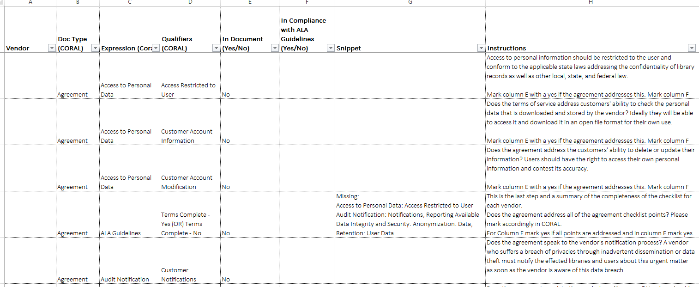 A B C D E F G H
In Compliance
with ALA
Doc Type Qualifiers In Document Guidelines
Vendor (CORAL) Expression (Cor (CORAL) (Yes/No) (Yes/No) Snippet Instructions
Access to personal information should be restricted to the user and
conform to the applicable state laws addressing the confidentiality of library
records as well as other local, state, and federal law.
Access to Personal Access Restricted to
Agreement Data User No Mark column E with a yes if the agreement addresses this. Mark column F
Does the terms of service address customers' ability to check the personal
data that is downloaded and stored by the vendor? Ideally they will be
able to access it and download it in an open file format for their own use
Access to Personal Customer Account
Agreement Data Information No Mark column E with a yes if the agreement addresses this. Mark column F
Does the agreement address the customers' ability to delete or update their
information? Users should have the right to access their own personal
information and contest its accuracy.
Access to Personal Customer Account
Agreement Data Modification No Mark column E with a yes if the agreement addresses this. Mark column F
Missing: This is the last step and a summary of the completeness of the checklist for
Access to Personal Data: Access Restricted to User each vendor.
Terms Complete - Audit Notification: Notifications, Reporting Available Does the agreement address all of the agreement checklist points? Please
Yes (OR) Terms Data Integrity and Security: Anonymization, Data, mark accordingly in CORAL.
Agreement ALA Guidelines Complete - No Retention: User Data For Column E mark yes if all points are addressed and in column F mark yes
Does the agreement speak to the vendor's notification process? A vendor
who suffers a breach of privacies through inadvertent dissemination or data
theft must notify the effected libraries and users about this urgent matter
Customer as soon as the vendor is aware of this data breach.
Agreement Audit Notification Notifications No